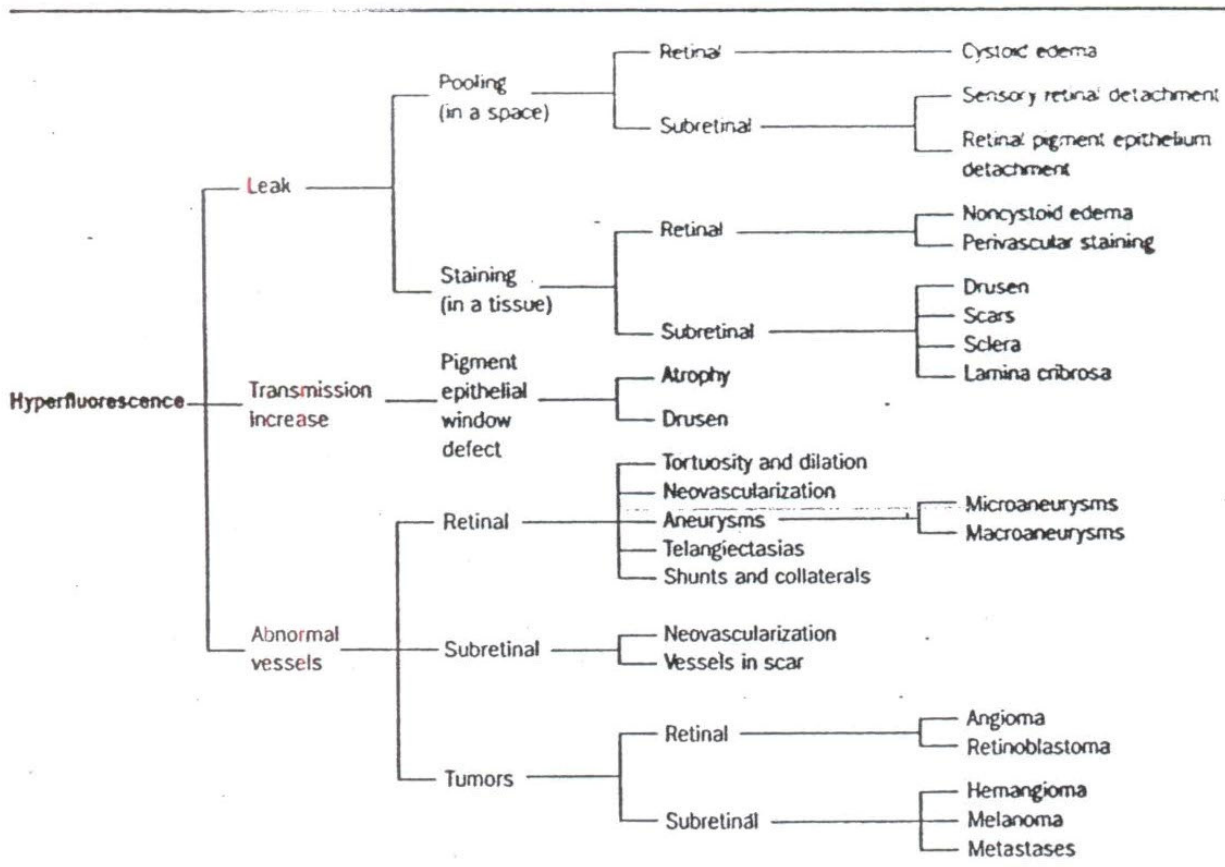 Retinal
Cystoid edema
Pooling
(in a space)
Sensory retinal detachment
Subretinal
Retinal pigment epithelium
detachment
Leak
Noncystoid edema
Retinal
Perivascular staining
Staining
(in a tissue)
Drusen
Scars
Subretinal
Sclera
Lamina cribrosa
Hyperfluorescence
Transmission
increase
Pigment
epithelial
window
defect
Atrophy
Drusen
Tortuosity and dilation
Neovascularization
Retinal
Aneurysms
Microaneurysms
Macroaneurysms
Telangiectasias
Shunts and collaterals
Abnormal
vessels
Subretinal
Neovascularization
Vessels in scar
Retinal
Angioma
Retinoblastoma
Tumors
Hemangioma
Subretinal
Melanoma
Metastases